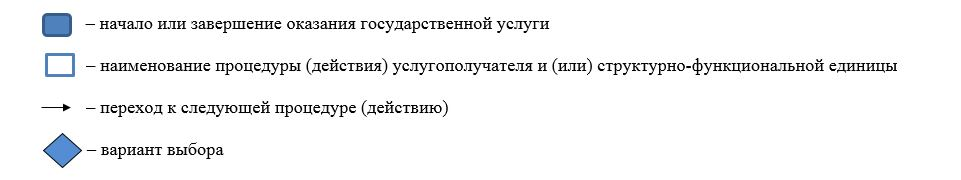 – начало или завершение оказания государственной услуги
– наименование процедуры (действия) услугополучателя и (или) структурно-функциональной единицы
– переход к следующей процедуре (действию)
– вариант выбора